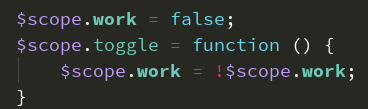 $scope.work = false;
$scope.toggle = function () {
    $scope.work = !$scope.work;
}